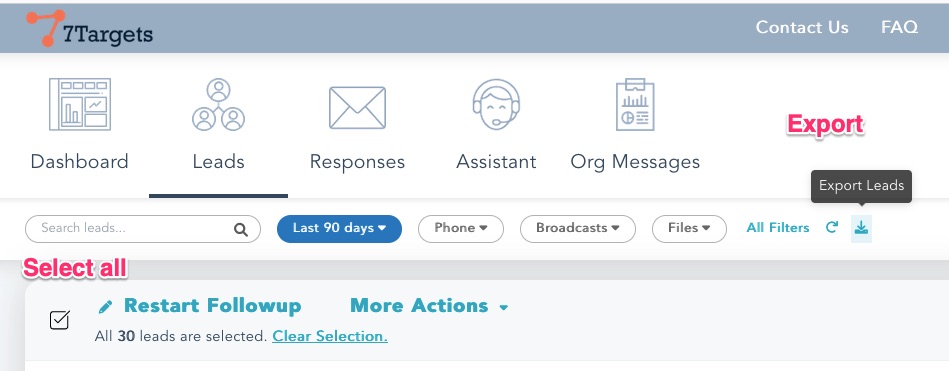 7Targets
Contact Us FAQ
Dashboard Leads Responses Assistant Org Messages
Export
Export Leads
Search leads... Last 90 days Phone Broadcasts Files All Filters
Select all
Restart Followup More Actions
All 30 leads are selected. Clear Selection.